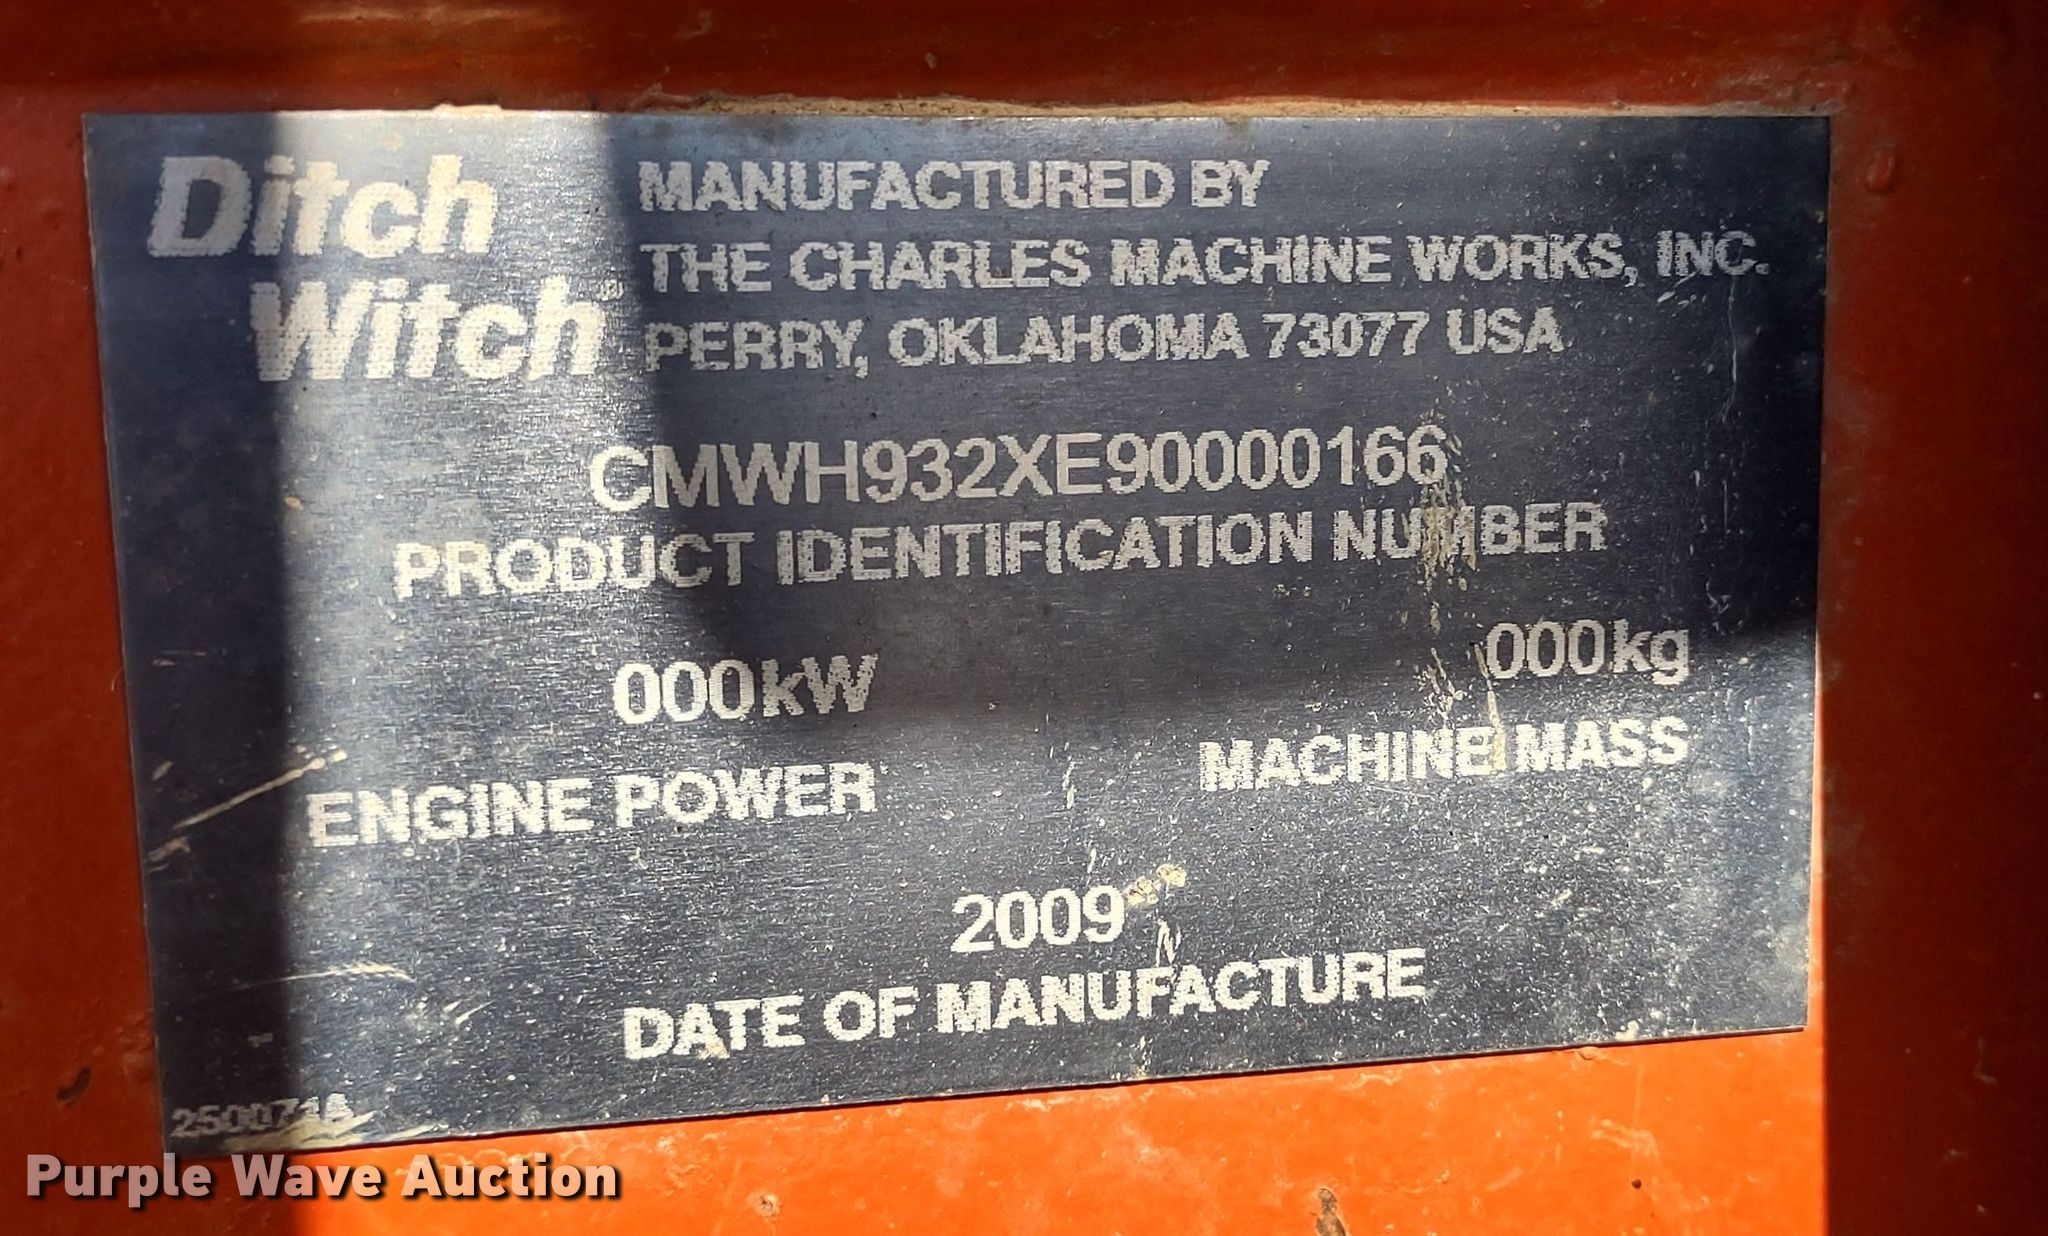 Ditch
Witch®
MANUFACTURED BY
THE CHARLES MACHINE WORKS, INC.
PERRY, OKLAHOMA 73077 USA
CMWH932XE90000166
PRODUCT IDENTIFICATION NUMBER
000kW
ENGINE POWER
000kg
MACHINE MASS
2009
DATE OF MANUFACTURE
Purple Wave Auction